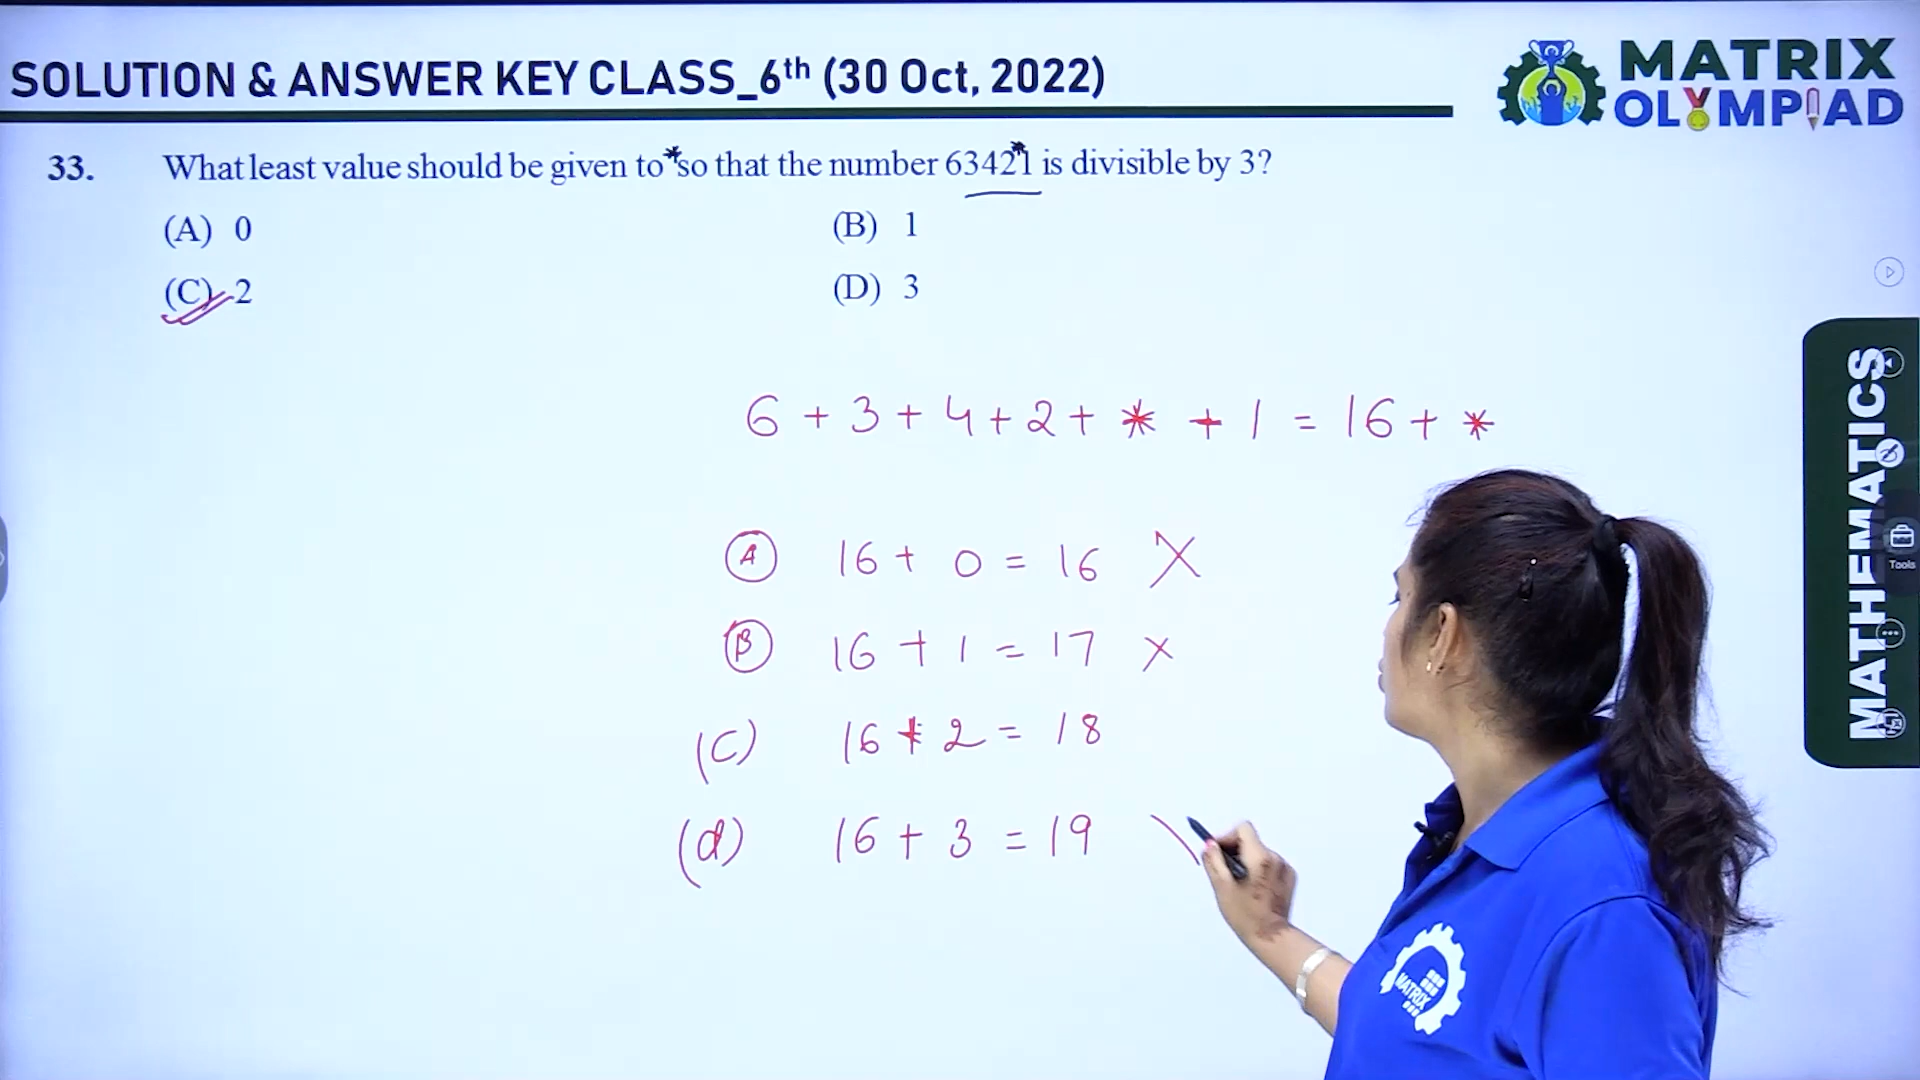 SOLUTION & ANSWER KEY CLASS_6th (30 Oct, 2022)
MATRIX
OLYMPIAD
33. What least value should be given to * so that the number 6342*1 is divisible by 3?
(A) 0 (B) 1
(C) 2 (D) 3
6 + 3 + 4 + 2 + * + 1 = 16 + *
A 16 + 0 = 16 X
B 16 + 1 = 17 X
(C) 16 + 2 = 18
(d) 16 + 3 = 19 \
MATHEMATICS
Tools
MATRIX